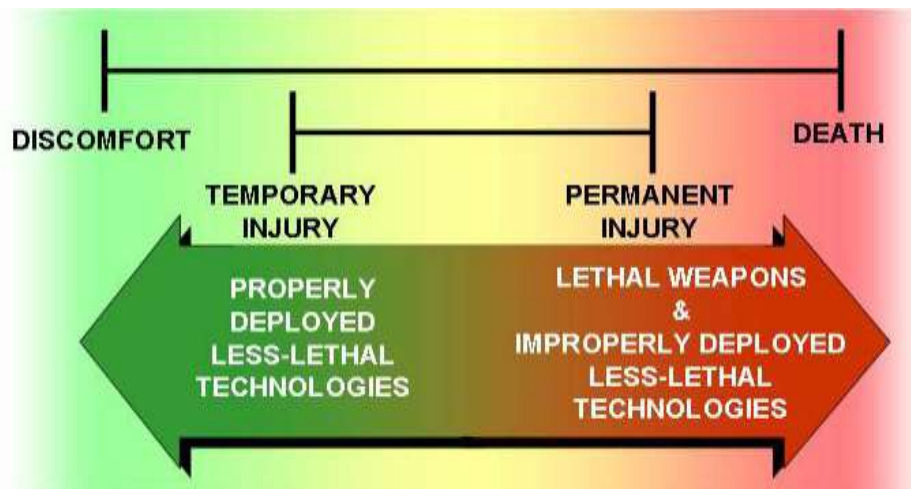 DISCOMFORT
DEATH
TEMPORARY
INJURY
PERMANENT
INJURY
PROPERLY
DEPLOYED
LESS-LETHAL
TECHNOLOGIES
LETHAL WEAPONS
&
IMPROPERLY DEPLOYED
LESS-LETHAL
TECHNOLOGIES